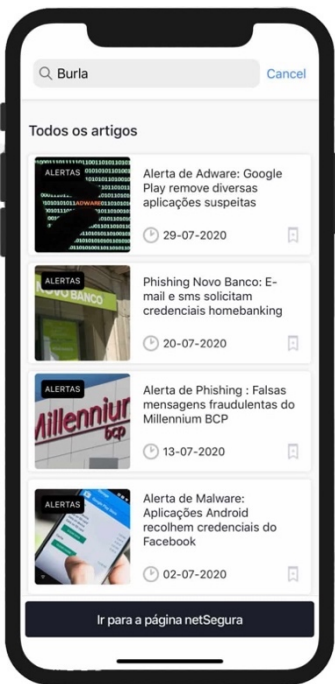 Burla
Cancel
Todos os artigos
ALERTAS
ADWARE
Alerta de Adware: Google
Play remove diversas
aplicações suspeitas
29-07-2020
ALERTAS
NOVO BANCO
Phishing Novo Banco: E-
mail e sms solicitam
credenciais homebanking
20-07-2020
ALERTAS
Millennium
bcp
Alerta de Phishing : Falsas
mensagens fraudulentas do
Millennium BCP
13-07-2020
ALERTAS
Alerta de Malware:
Aplicações Android
recolhem credenciais do
Facebook
02-07-2020
Ir para a página netSegura